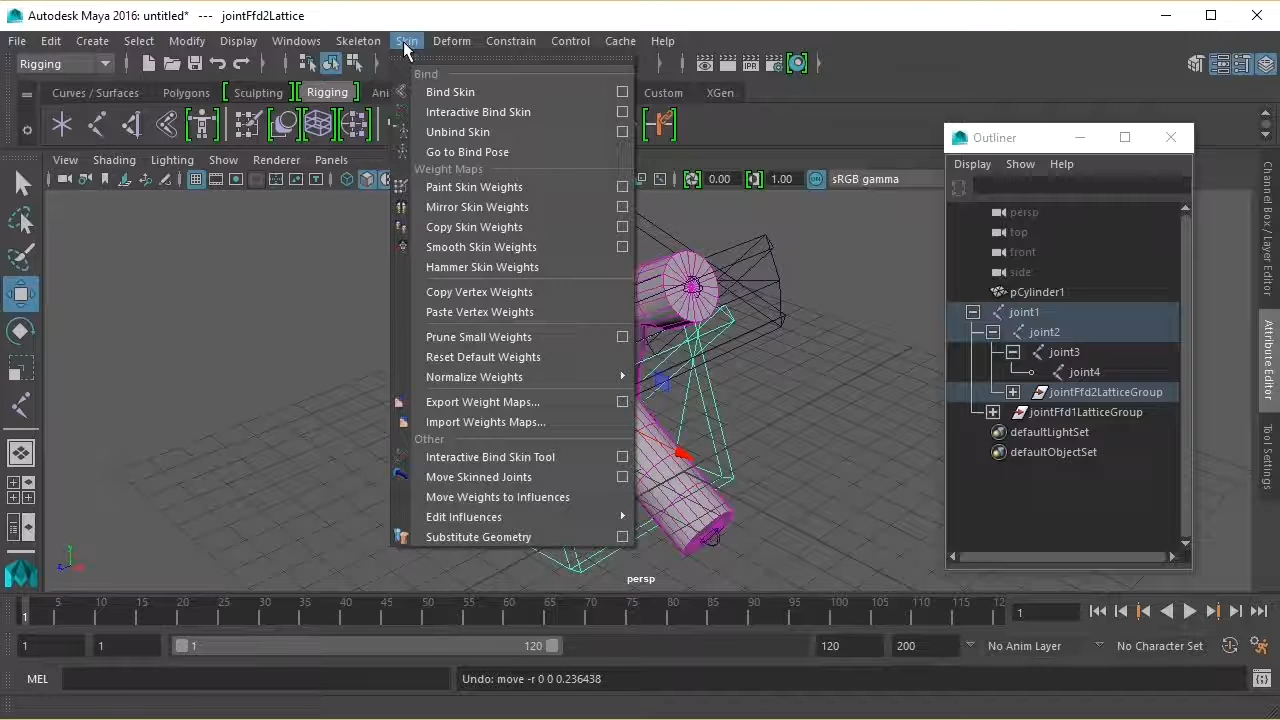 Autodesk Maya 2016: untitled* --- jointFfd2Lattice
File Edit Create Select Modify Display Windows Skeleton Skin Deform Constrain Control Cache Help
Rigging
Curves / Surfaces Polygons Sculpting Rigging Ani Custom XGen
View Shading Lighting Show Renderer Panels
0.00 1.00 sRGB gamma
Bind
Bind Skin
Interactive Bind Skin
Unbind Skin
Go to Bind Pose
Weight Maps
Paint Skin Weights
Mirror Skin Weights
Copy Skin Weights
Smooth Skin Weights
Hammer Skin Weights
Copy Vertex Weights
Paste Vertex Weights
Prune Small Weights
Reset Default Weights
Normalize Weights
Export Weight Maps...
Import Weights Maps...
Other
Interactive Bind Skin Tool
Move Skinned Joints
Move Weights to Influences
Edit Influences
Substitute Geometry
Outliner
Display Show Help
persp
top
front
side
pCylinder1
joint1
joint2
joint3
joint4
jointFfd2LatticeGroup
jointFfd1LatticeGroup
defaultLightSet
defaultObjectSet
Channel Box / Layer Editor
Attribute Editor
Tool Settings
persp
5 10 15 20 25 30 35 40 45 50 55 60 65 70 75 80 85 90 95 100 105 110 115 12
1 1
1 1 1 120 120 200 No Anim Layer No Character Set
MEL Undo: move -r 0 0 0.236438